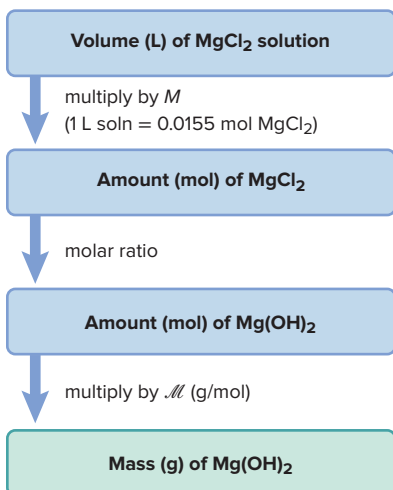 Volume (L) of MgCl₂ solution
multiply by M
(1 L soln = 0.0155 mol MgCl₂)
Amount (mol) of MgCl₂
molar ratio
Amount (mol) of Mg(OH)₂
multiply by ℳ (g/mol)
Mass (g) of Mg(OH)₂